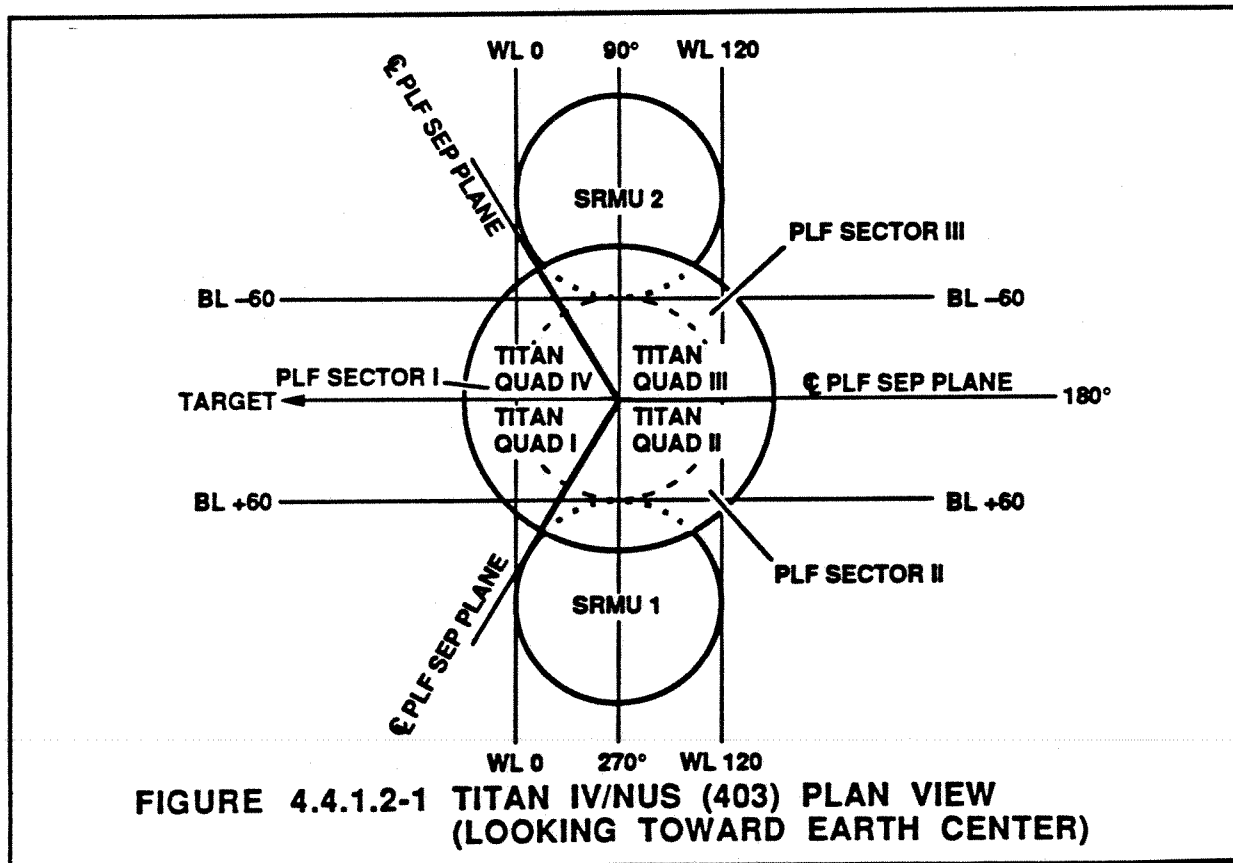 WL 0 90° WL 120
℄ PLF SEP PLANE
SRMU 2
PLF SECTOR III
BL –60 BL –60
TITAN
QUAD IV
TITAN
QUAD III
PLF SECTOR I
℄ PLF SEP PLANE
TARGET
180°
TITAN
QUAD I
TITAN
QUAD II
BL +60 BL +60
PLF SECTOR II
℄ PLF SEP PLANE
SRMU 1
WL 0 270° WL 120
FIGURE 4.4.1.2-1 TITAN IV/NUS (403) PLAN VIEW
(LOOKING TOWARD EARTH CENTER)